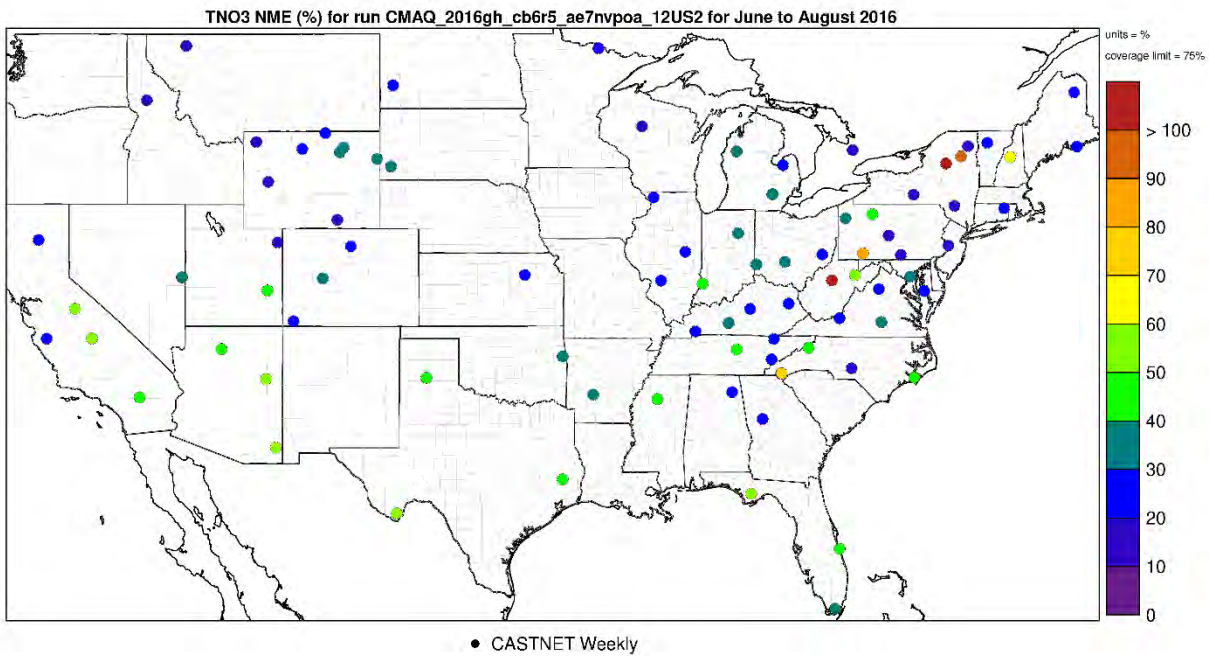 TNO3 NME (%) for run CMAQ_2016gh_cb6r5_ae7nvpoa_12US2 for June to August 2016
units = %
coverage limit = 75%
> 100
90
80
70
60
50
40
30
20
10
0
● CASTNET Weekly